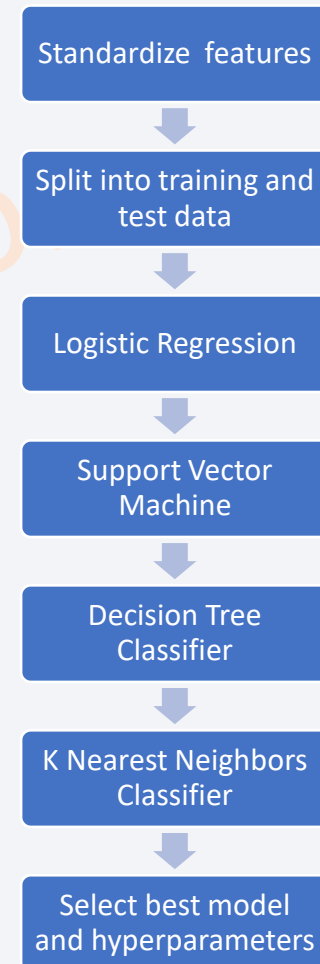 Standardize features
Split into training and
test data
Logistic Regression
Support Vector
Machine
Decision Tree
Classifier
K Nearest Neighbors
Classifier
Select best model
and hyperparameters